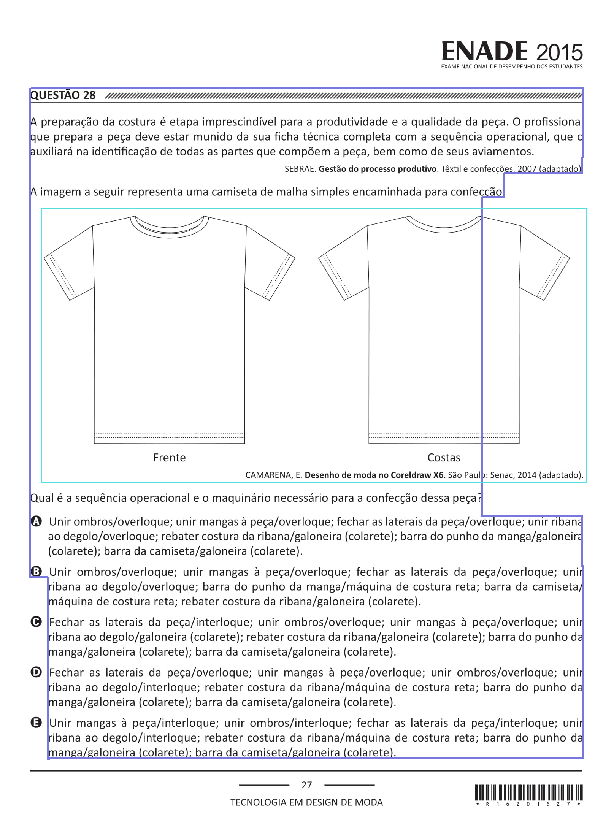 ENADE 2015
EXAME NACIONAL DE DESEMPENHO DOS ESTUDANTES
QUESTÃO 28
A preparação da costura é etapa imprescindível para a produtividade e a qualidade da peça. O profissional
que prepara a peça deve estar munido da sua ficha técnica completa com a sequência operacional, que o
auxiliará na identificação de todas as partes que compõem a peça, bem como de seus aviamentos.
SEBRAE. Gestão do processo produtivo. Têxtil e confecções, 2007 (adaptado).
A imagem a seguir representa uma camiseta de malha simples encaminhada para confecção.
Frente
Costas
CAMARENA, E. Desenho de moda no Coreldraw X6. São Paulo: Senac, 2014 (adaptado).
Qual é a sequência operacional e o maquinário necessário para a confecção dessa peça?
A Unir ombros/overloque; unir mangas à peça/overloque; fechar as laterais da peça/overloque; unir ribana
ao degolo/overloque; rebater costura da ribana/galoneira (colarete); barra do punho da manga/galoneira
(colarete); barra da camiseta/galoneira (colarete).
B Unir ombros/overloque; unir mangas à peça/overloque; fechar as laterais da peça/overloque; unir
ribana ao degolo/overloque; barra do punho da manga/máquina de costura reta; barra da camiseta/
máquina de costura reta; rebater costura da ribana/galoneira (colarete).
C Fechar as laterais da peça/interloque; unir ombros/overloque; unir mangas à peça/overloque; unir
ribana ao degolo/galoneira (colarete); rebater costura da ribana/galoneira (colarete); barra do punho da
manga/galoneira (colarete); barra da camiseta/galoneira (colarete).
D Fechar as laterais da peça/overloque; unir mangas à peça/overloque; unir ombros/overloque; unir
ribana ao degolo/interloque; rebater costura da ribana/máquina de costura reta; barra do punho da
manga/galoneira (colarete); barra da camiseta/galoneira (colarete).
E Unir mangas à peça/interloque; unir ombros/interloque; fechar as laterais da peça/interloque; unir
ribana ao degolo/interloque; rebater costura da ribana/máquina de costura reta; barra do punho da
manga/galoneira (colarete); barra da camiseta/galoneira (colarete).
27
TECNOLOGIA EM DESIGN DE MODA
*R16201527*